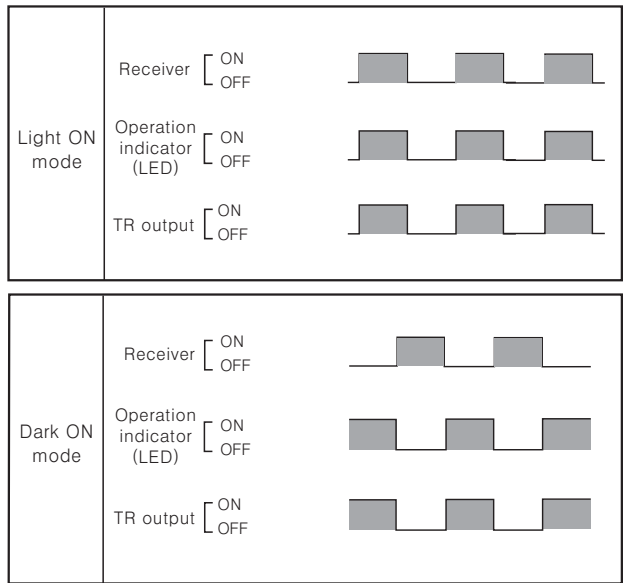 Light ON
mode
Receiver
ON
OFF
Operation
indicator
(LED)
ON
OFF
TR output
ON
OFF
Dark ON
mode
Receiver
ON
OFF
Operation
indicator
(LED)
ON
OFF
TR output
ON
OFF